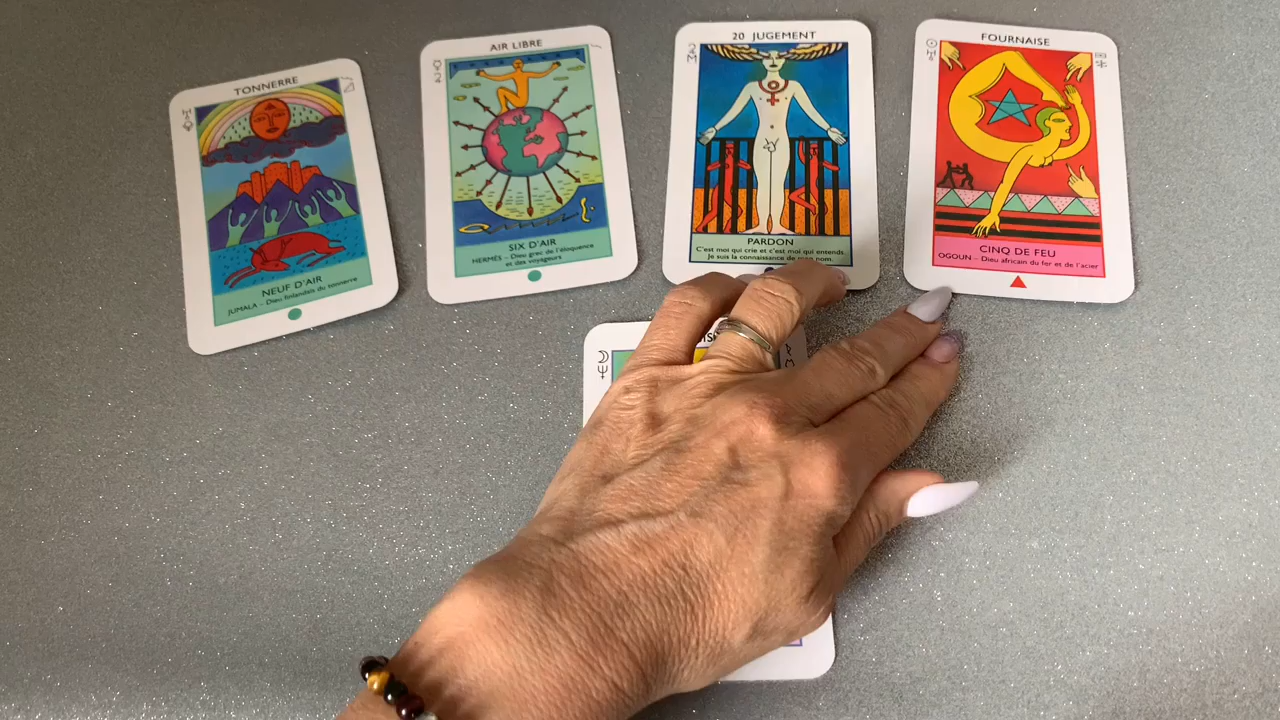 TONNERRE
NEUF D'AIR
JUMALA – Dieu finlandais du tonnerre
AIR LIBRE
SIX D'AIR
HERMÈS – Dieu grec de l'éloquence
et des voyageurs
20 JUGEMENT
PARDON
C'est moi qui crie et c'est moi qui entends
Je suis la connaissance de mon nom.
FOURNAISE
CINQ DE FEU
OGOUN – Dieu africain du fer et de l'acier